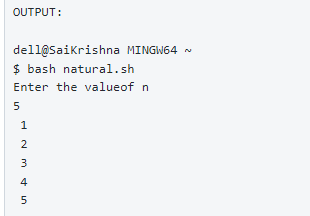 OUTPUT:
dell@SaiKrishna MINGW64 ~
$ bash natural.sh
Enter the valueof n
5
1
2
3
4
5